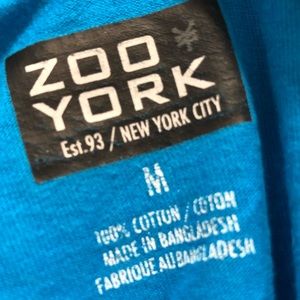 ZOO
YORK
Est.93 / NEW YORK CITY
M
100% COTTON / COTON
MADE IN BANGLADESH
FABRIQUE AU BANGLADESH